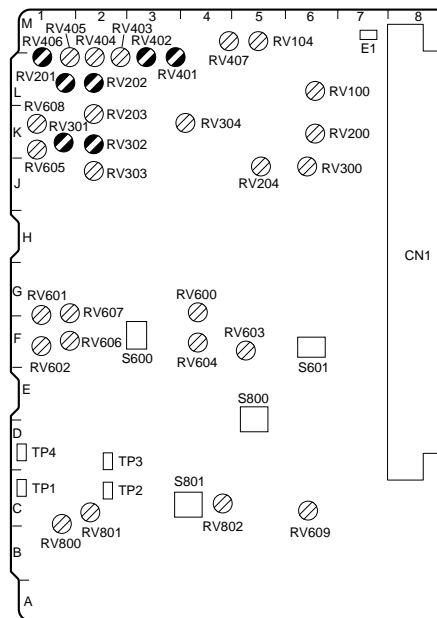 M 1 2 3 4 5 6 7 8
RV405 RV403
RV406 RV404 RV402
RV401 RV407 RV104 E1
RV201 RV202
L RV100
RV608 RV203
K RV301 RV304 RV200
RV302
RV605 RV303 RV204 RV300
J
H
CN1
G
RV601 RV607 RV600
F RV606 RV603
RV602 S600 RV604 S601
E
S800
D
TP4 TP3
S801
TP1 TP2
C
RV801 RV802 RV609
RV800
B
A